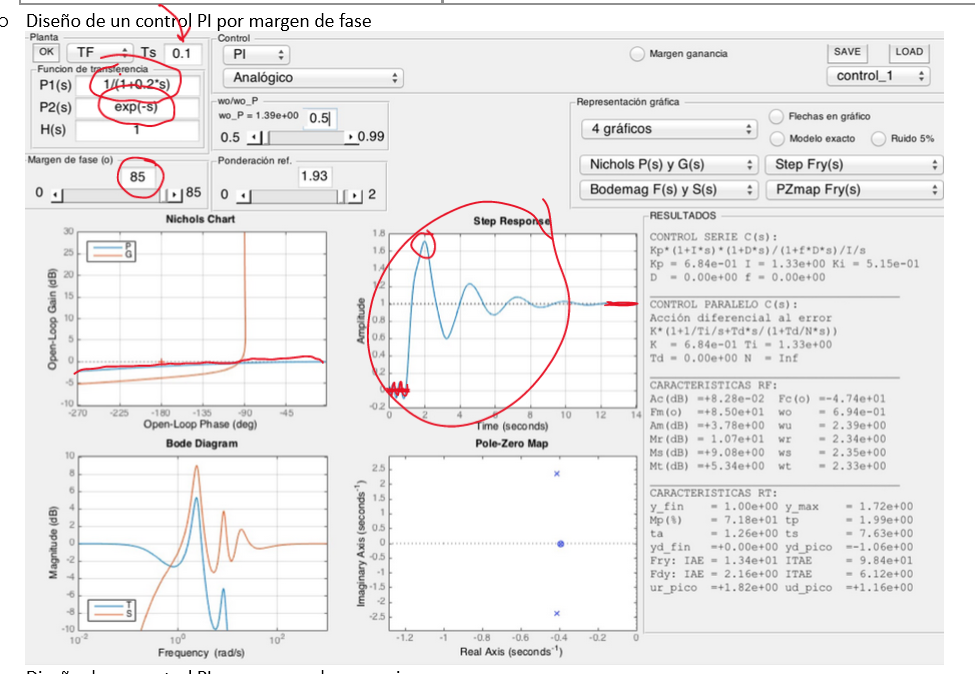 Diseño de un control PI por margen de fase
Planta
OK TF Ts 0.1
Funcion de transferencia
P1(s) 1/(1+0.2*s)
P2(s) exp(-s)
H(s) 1
Control
PI
Analógico
Margen ganancia
SAVE LOAD
control_1
wo/wo_P
wo_P = 1.39e+00 0.5
0.5 0.99
Representación gráfica
4 gráficos
Flechas en gráfico
Modelo exacto Ruido 5%
Nichols P(s) y G(s) Step Fry(s)
Bodemag F(s) y S(s) PZmap Fry(s)
Margen de fase (o)
85
0 85
Ponderación ref.
1.93
0 2
Nichols Chart
Open-Loop Gain (dB)
30
25
20
15
10
5
0
-5
-10
P
G
-270 -225 -180 -135 -90 -45
Open-Loop Phase (deg)
Step Response
Amplitude
1.8
1.6
1.4
1.2
1
0.8
0.6
0.4
0.2
0
-0.2
0 2 4 6 8 10 12 14
Time (seconds)
Bode Diagram
Magnitude (dB)
10
8
6
4
2
0
-2
-4
-6
-8
-10
T
S
10-2 100 102
Frequency (rad/s)
Pole-Zero Map
Imaginary Axis (seconds-1)
2.5
2
1.5
1
0.5
0
-0.5
-1
-1.5
-2
-2.5
-1.2 -1 -0.8 -0.6 -0.4 -0.2 0
Real Axis (seconds-1)
RESULTADOS
CONTROL SERIE C(s):
Kp*(1+I*s)*(1+D*s)/(1+f*D*s)/I/s
Kp = 6.84e-01 I = 1.33e+00 Ki = 5.15e-01
D = 0.00e+00 f = 0.00e+00
CONTROL PARALELO C(s):
Acción diferencial al error
K*(1+1/Ti/s+Td*s/(1+Td/N*s))
K = 6.84e-01 Ti = 1.33e+00
Td = 0.00e+00 N = Inf
CARACTERISTICAS RF:
Ac(dB) =+8.28e-02 Fc(o) =-4.74e+01
Fm(o) =+8.50e+01 wo = 6.94e-01
Am(dB) =+3.78e+00 wu = 2.39e+00
Mr(dB) = 1.07e+01 wr = 2.34e+00
Ms(dB) =+9.08e+00 ws = 2.35e+00
Mt(dB) =+5.34e+00 wt = 2.33e+00
CARACTERISTICAS RT:
y_fin = 1.00e+00 y_max = 1.72e+00
Mp(%) = 7.18e+01 tp = 1.99e+00
ta = 1.26e+00 ts = 7.63e+00
yd_fin =+0.00e+00 yd_pico =-1.06e+00
Fry: IAE = 1.34e+01 ITAE = 9.84e+01
Fdy: IAE = 2.16e+00 ITAE = 6.12e+00
ur_pico =+1.82e+00 ud_pico =+1.16e+00